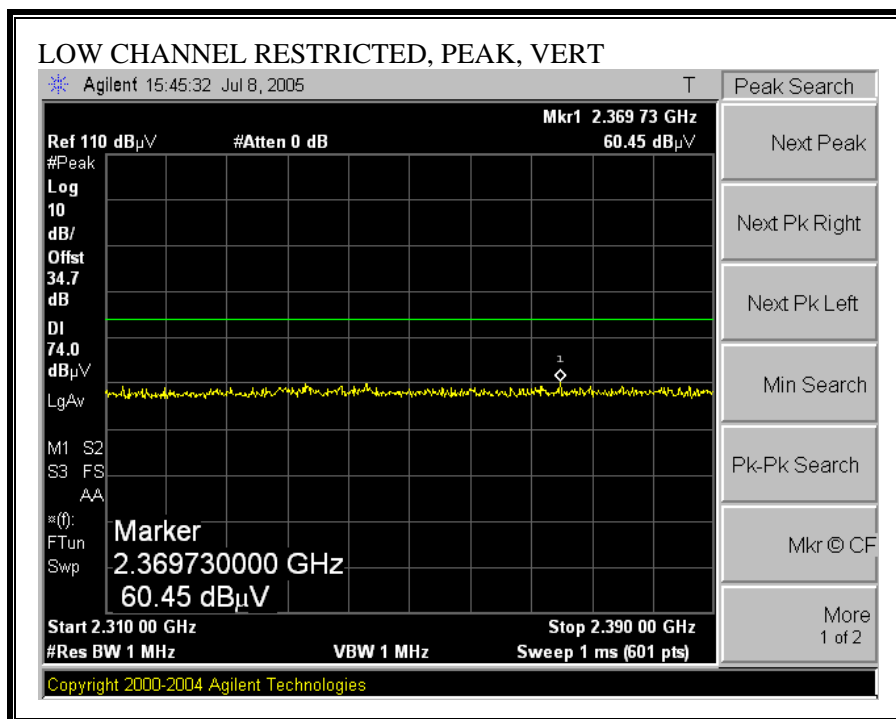 LOW CHANNEL RESTRICTED, PEAK, VERT
Agilent 15:45:32 Jul 8, 2005 T
Peak Search
Mkr1 2.369 73 GHz
Ref 110 dBµV #Atten 0 dB 60.45 dBµV
#Peak
Log
10
dB/
Offst
34.7
dB
DI
74.0
dBµV
LgAv
1
M1 S2
S3 FS
AA
¤(f):
FTun
Swp
Marker
2.369730000 GHz
60.45 dBµV
Start 2.310 00 GHz Stop 2.390 00 GHz
#Res BW 1 MHz VBW 1 MHz Sweep 1 ms (601 pts)
Copyright 2000-2004 Agilent Technologies
Next Peak
Next Pk Right
Next Pk Left
Min Search
Pk-Pk Search
Mkr © CF
More
1 of 2